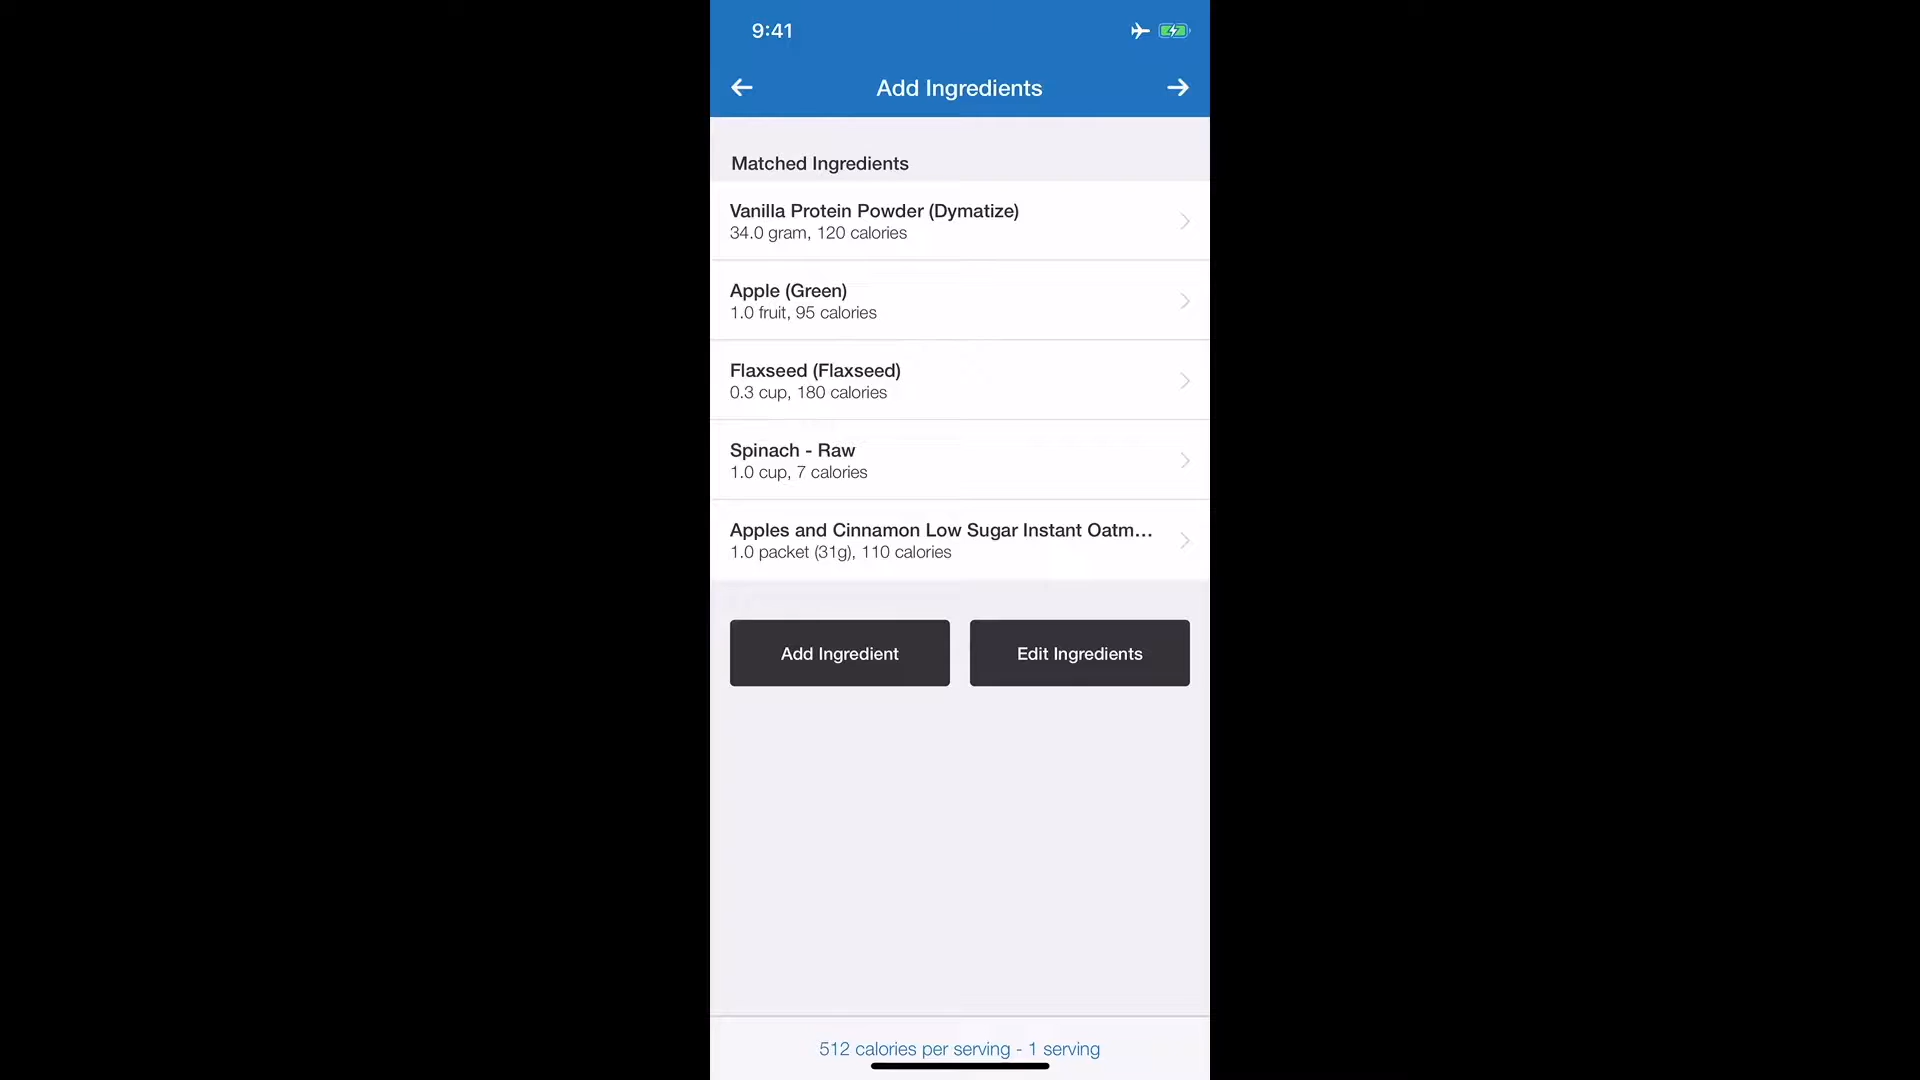 9:41
Add Ingredients
Matched Ingredients
Vanilla Protein Powder (Dymatize)
34.0 gram, 120 calories
Apple (Green)
1.0 fruit, 95 calories
Flaxseed (Flaxseed)
0.3 cup, 180 calories
Spinach - Raw
1.0 cup, 7 calories
Apples and Cinnamon Low Sugar Instant Oatm...
1.0 packet (31g), 110 calories
Add Ingredient
Edit Ingredients
512 calories per serving - 1 serving